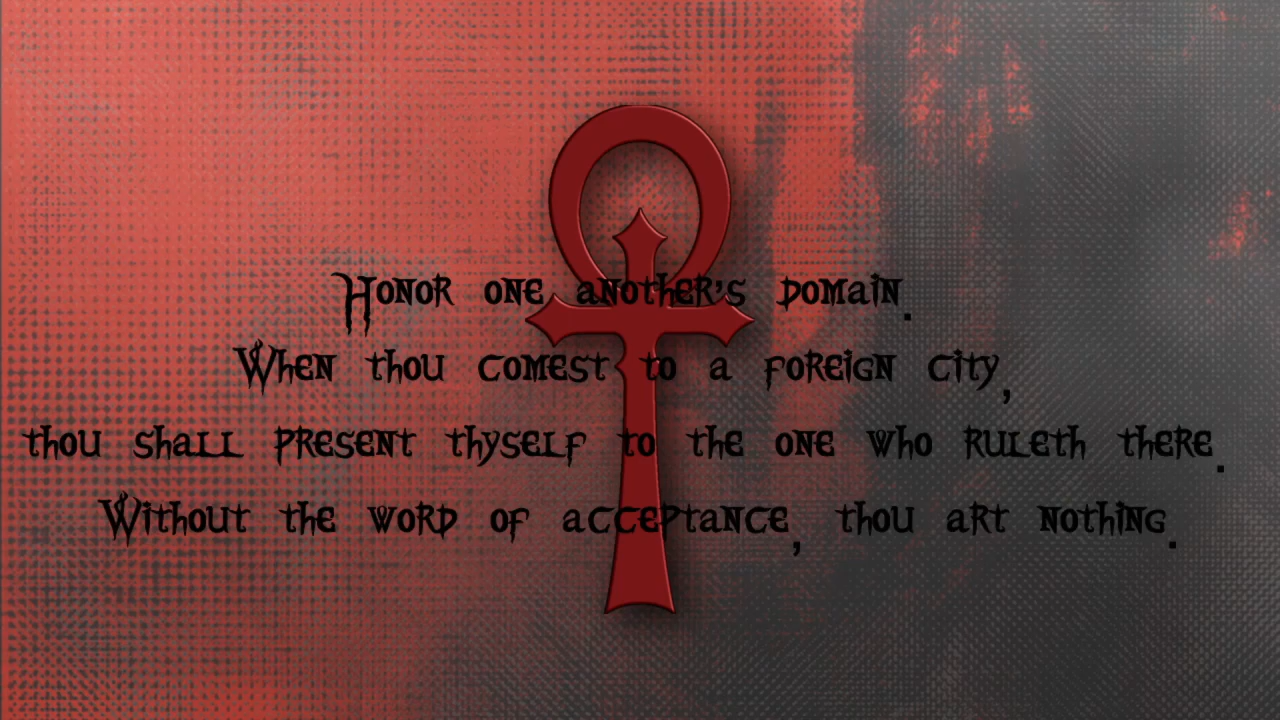 Honor one another's domain.
When thou comest to a foreign city,
thou shall present thyself to the one who ruleth there.
Without the word of acceptance, thou art nothing.